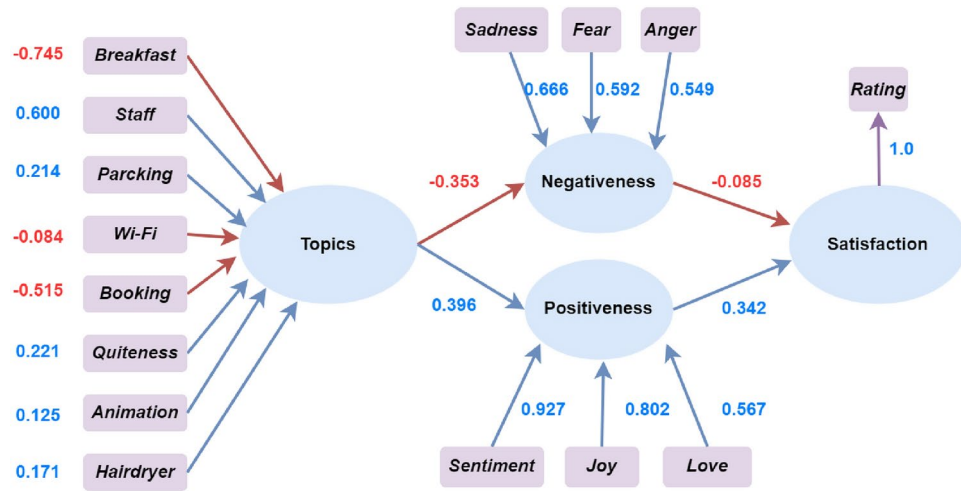 -0.745 Breakfast
0.600 Staff
0.214 Parcking
-0.084 Wi-Fi
-0.515 Booking
0.221 Quiteness
0.125 Animation
0.171 Hairdryer
Topics
-0.353
0.396
Sadness Fear Anger
0.666 0.592 0.549
Negativeness
-0.085
Positiveness
0.342
0.927 0.802 0.567
Sentiment Joy Love
Rating
1.0
Satisfaction